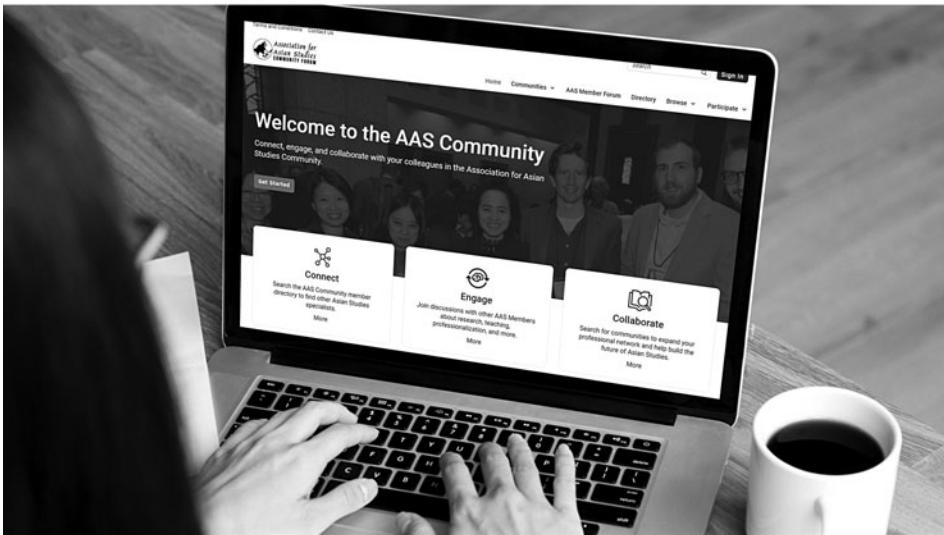 Terms and Conditions Contact Us
Association for
Asian Studies
COMMUNITY FORUM
Search
Sign In
Home Communities AAS Member Forum Directory Browse Participate
Welcome to the AAS Community
Connect, engage, and collaborate with your colleagues in the Association for Asian
Studies Community.
Get Started
Connect
Search the AAS Community member
directory to find other Asian Studies
specialists.
More
Engage
Join discussions with other AAS Members
about research, teaching,
professionalization, and more.
More
Collaborate
Search for communities to expand your
professional network and help build the
future of Asian Studies.
More